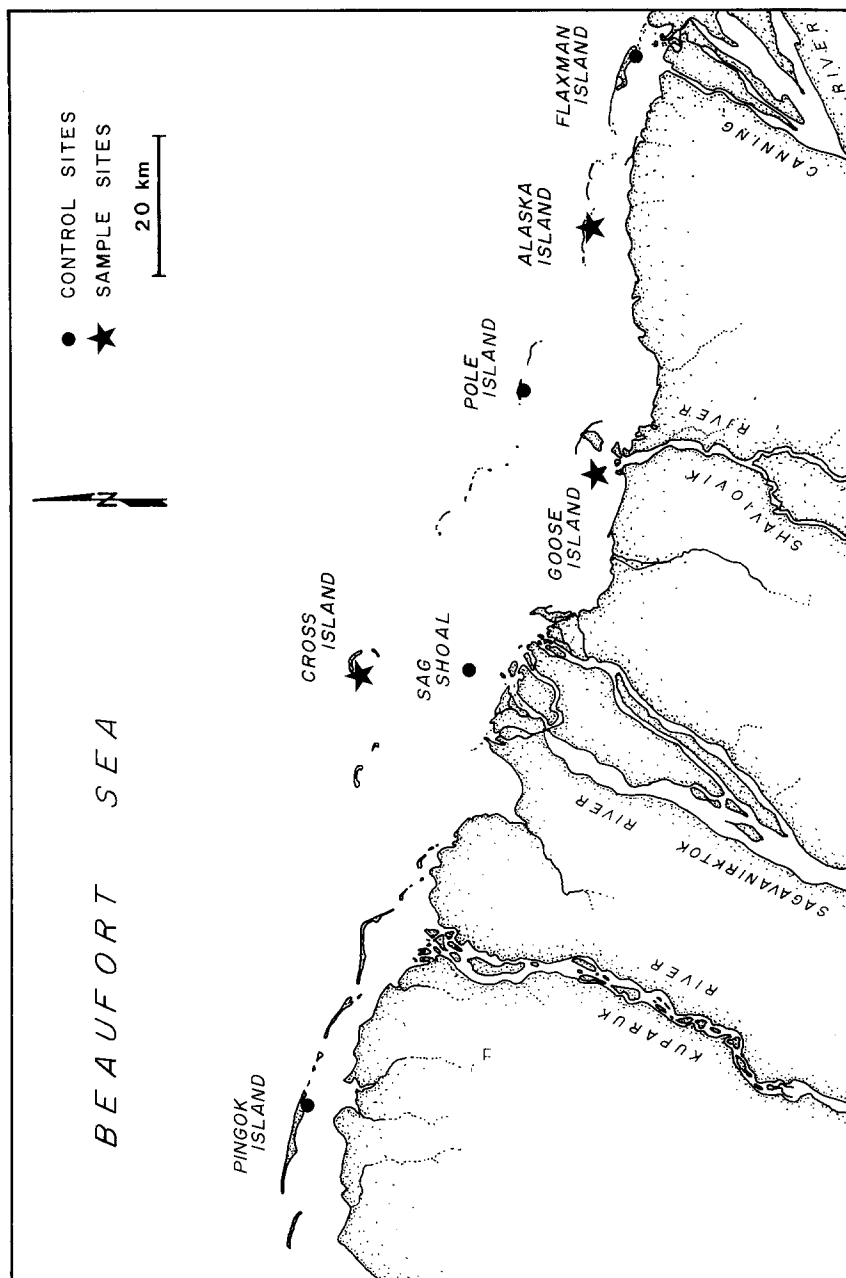 CONTROL SITES
SAMPLE SITES
20 km
N
BEAUFORT SEA
PINGOK
ISLAND
CROSS
ISLAND
SAG
SHOAL
GOOSE
ISLAND
POLE
ISLAND
ALASKA
ISLAND
FLAXMAN
ISLAND
KUPARUK
RIVER
SAGAVANIRKTOK
RIVER
SHAVIOVIK
RIVER
CANNING
RIVER
F